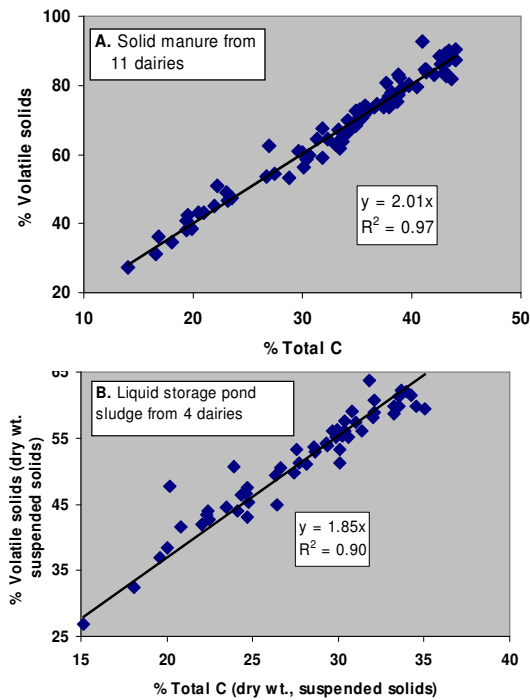 A. Solid manure from
11 dairies
% Volatile solids
100
80
60
40
20
y = 2.01x
R² = 0.97
10 20 30 40 50
% Total C
B. Liquid storage pond
sludge from 4 dairies
% Volatile solids (dry wt.
suspended solids)
65
55
45
35
25
y = 1.85x
R² = 0.90
15 20 25 30 35 40
% Total C (dry wt., suspended solids)